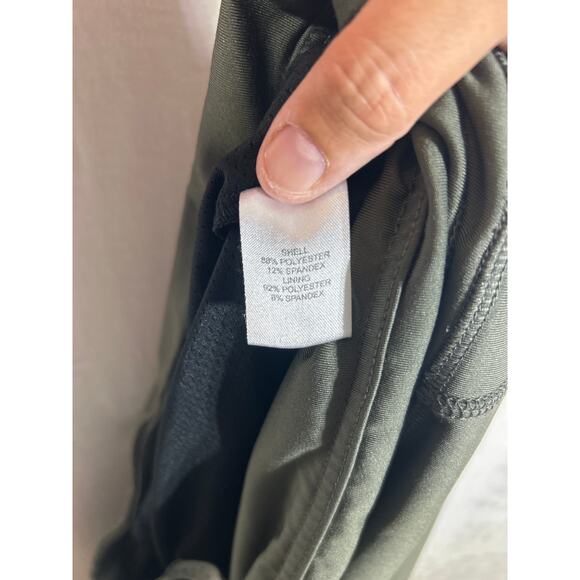 SHELL
88% POLYESTER
12% SPANDEX
LINING
92% POLYESTER
8% SPANDEX